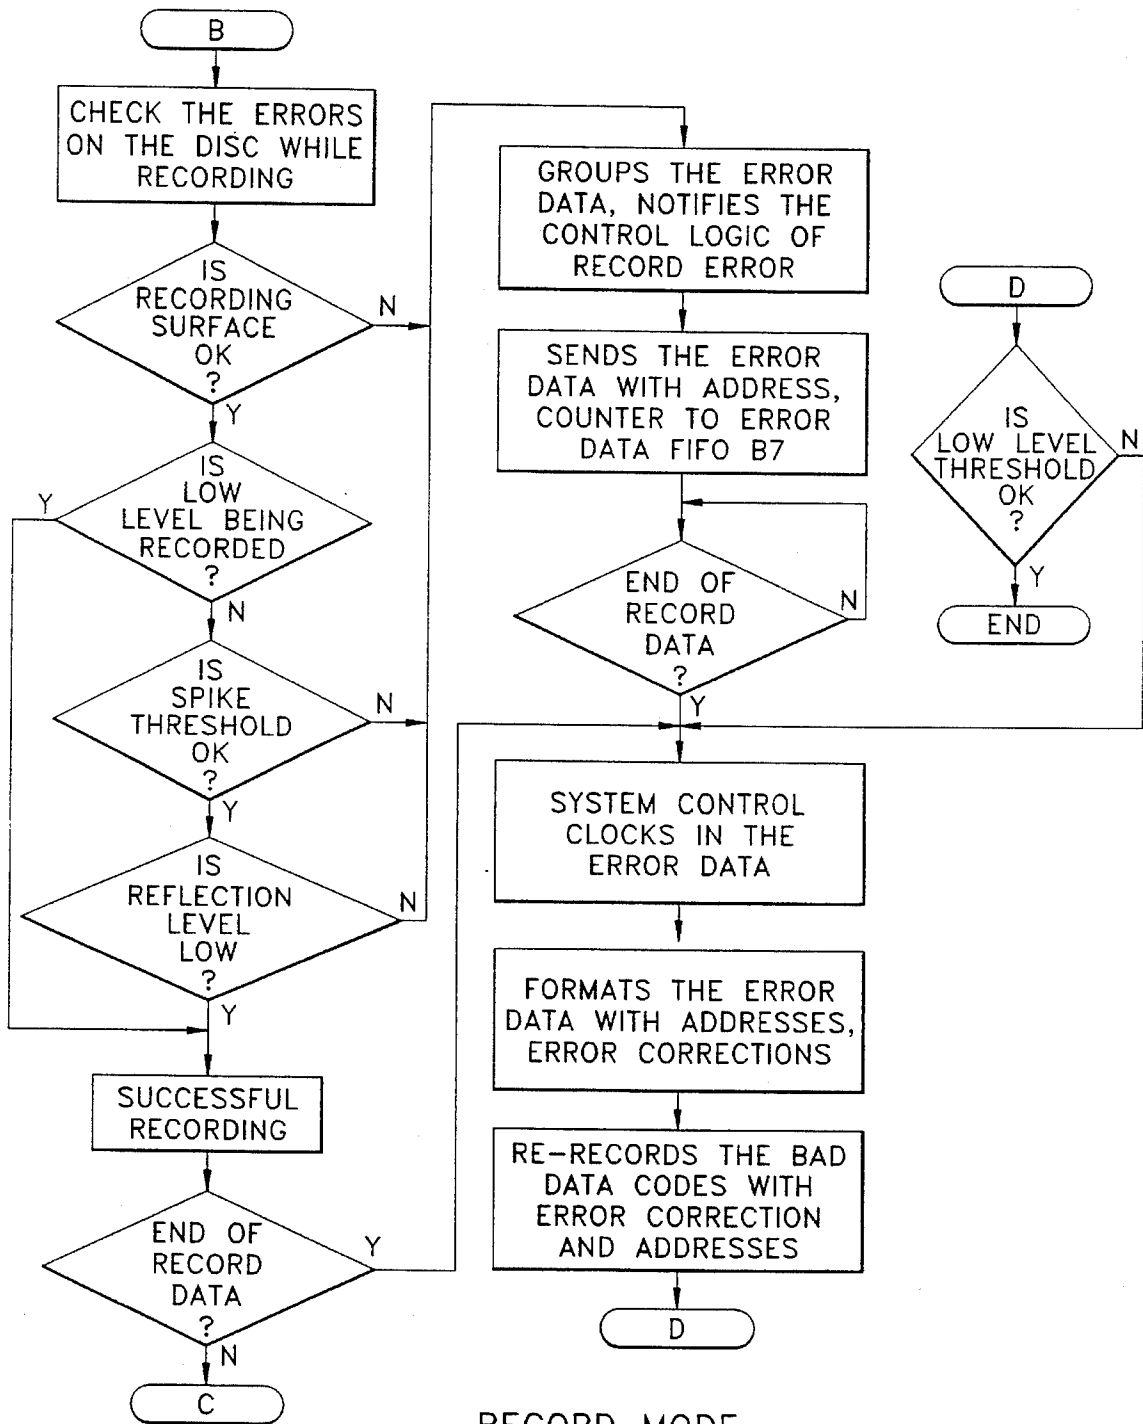 B
CHECK THE ERRORS
ON THE DISC WHILE
RECORDING
IS
RECORDING
SURFACE
OK
?
N
Y
IS
LOW
LEVEL BEING
RECORDED
?
Y
N
IS
SPIKE
THRESHOLD
OK
?
N
Y
IS
REFLECTION
LEVEL
LOW
?
N
Y
SUCCESSFUL
RECORDING
END OF
RECORD
DATA
?
Y
N
C
GROUPS THE ERROR
DATA, NOTIFIES THE
CONTROL LOGIC OF
RECORD ERROR
SENDS THE ERROR
DATA WITH ADDRESS,
COUNTER TO ERROR
DATA FIFO B7
END OF
RECORD
DATA
?
N
Y
SYSTEM CONTROL
CLOCKS IN THE
ERROR DATA
FORMATS THE ERROR
DATA WITH ADDRESSES,
ERROR CORRECTIONS
RE-RECORDS THE BAD
DATA CODES WITH
ERROR CORRECTION
AND ADDRESSES
D
D
IS
LOW LEVEL
THRESHOLD
OK
?
N
Y
END
RECORD MODE